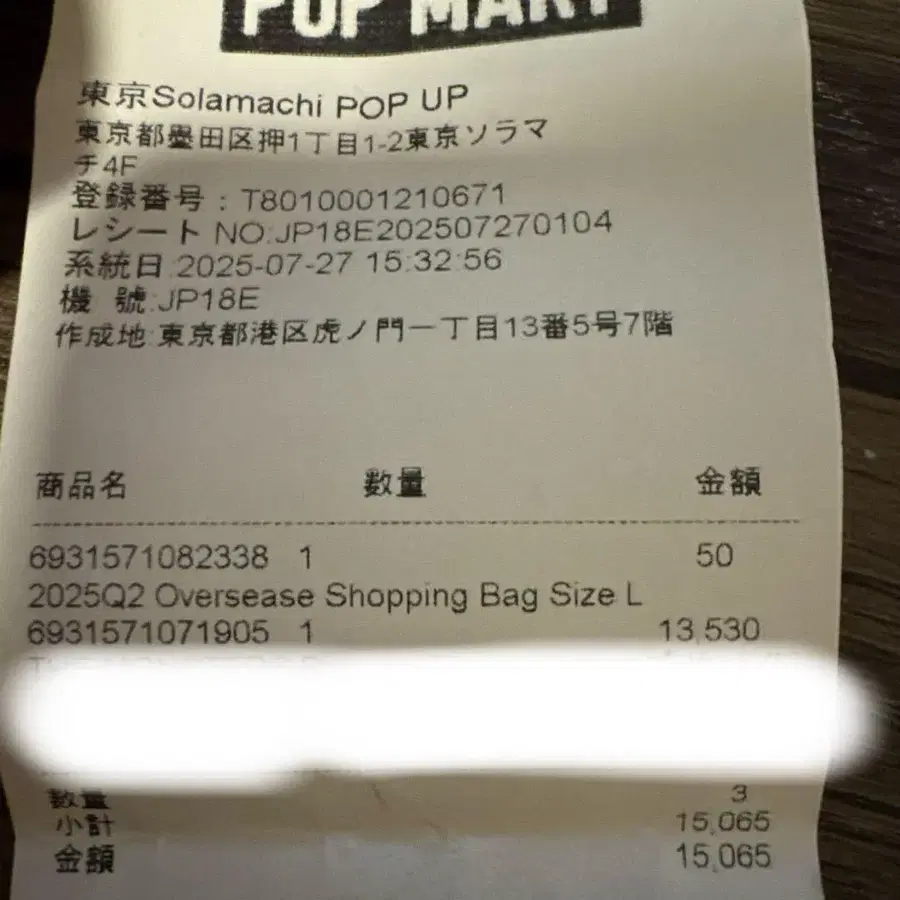 POP MART
東京Solamachi POP UP
東京都墨田区押1丁目1-2東京ソラマ
チ4F
登録番号：T8010001210671
レシート NO:JP18E202507270104
系統日:2025-07-27 15:32:56
機 號:JP18E
作成地:東京都港区虎ノ門一丁目13番5号7階
商品名 数量 金額
6931571082338 1 50
2025Q2 Oversease Shopping Bag Size L
6931571071905 1 13,530
数量 3
小計 15,065
金額 15,065